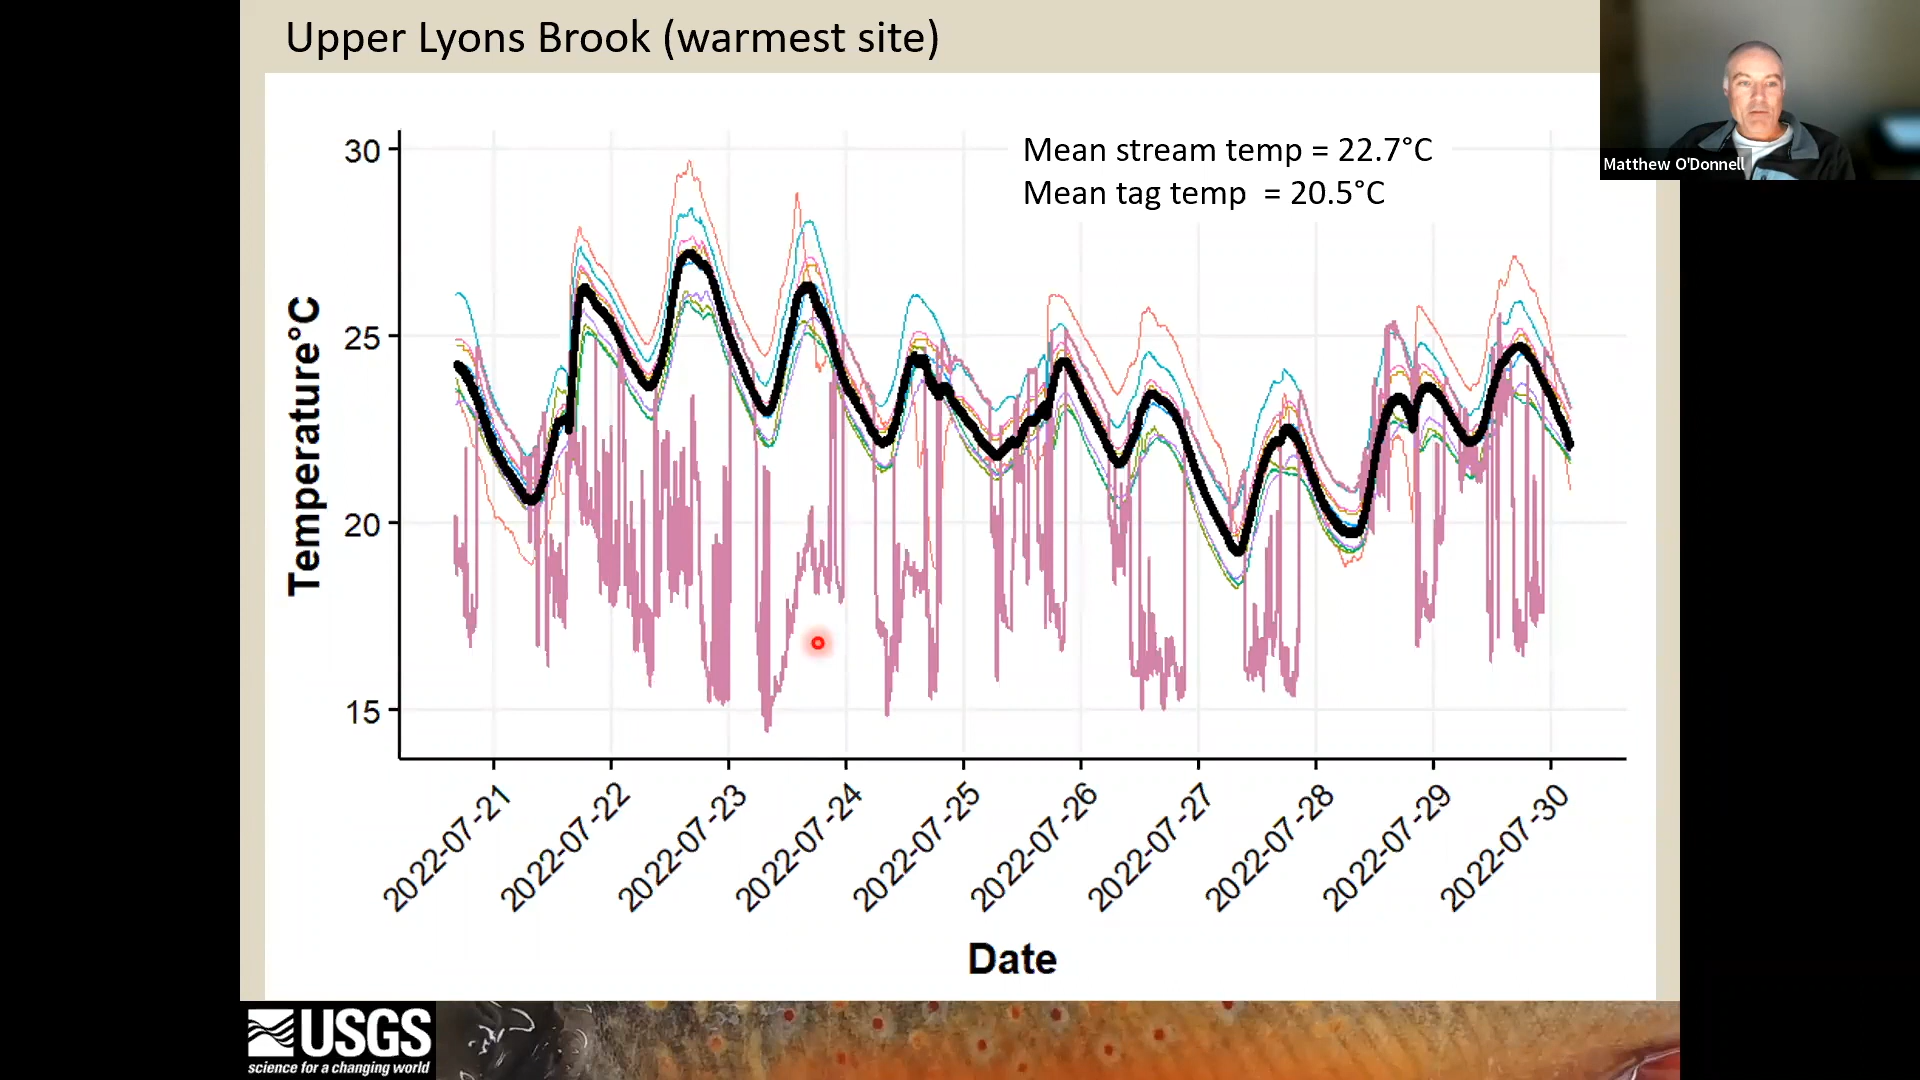 Upper Lyons Brook (warmest site)
Matthew O'Donnell
Mean stream temp = 22.7°C
Mean tag temp = 20.5°C
Temperature°C
30
25
20
15
2022-07-21
2022-07-22
2022-07-23
2022-07-24
2022-07-25
2022-07-26
2022-07-27
2022-07-28
2022-07-29
2022-07-30
Date
USGS
science for a changing world